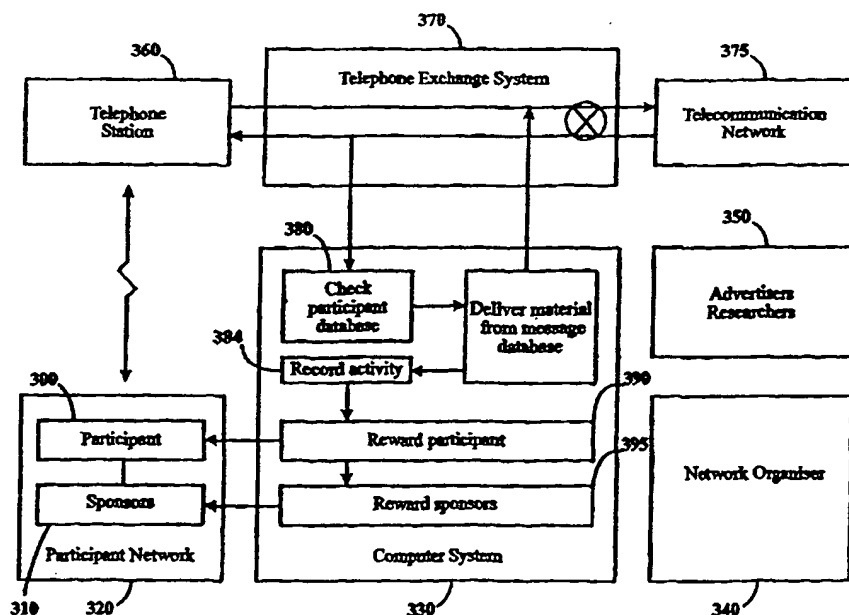 370
360
375
Telephone Exchange System
Telephone
Station
Telecommunication
Network
380
350
Check
participant
database
Deliver material
from message
database
Advertisers
Researchers
384
Record activity
300
390
Participant
Reward participant
395
Network Organiser
Sponsors
Reward sponsors
Participant Network
Computer System
310
320
330
340